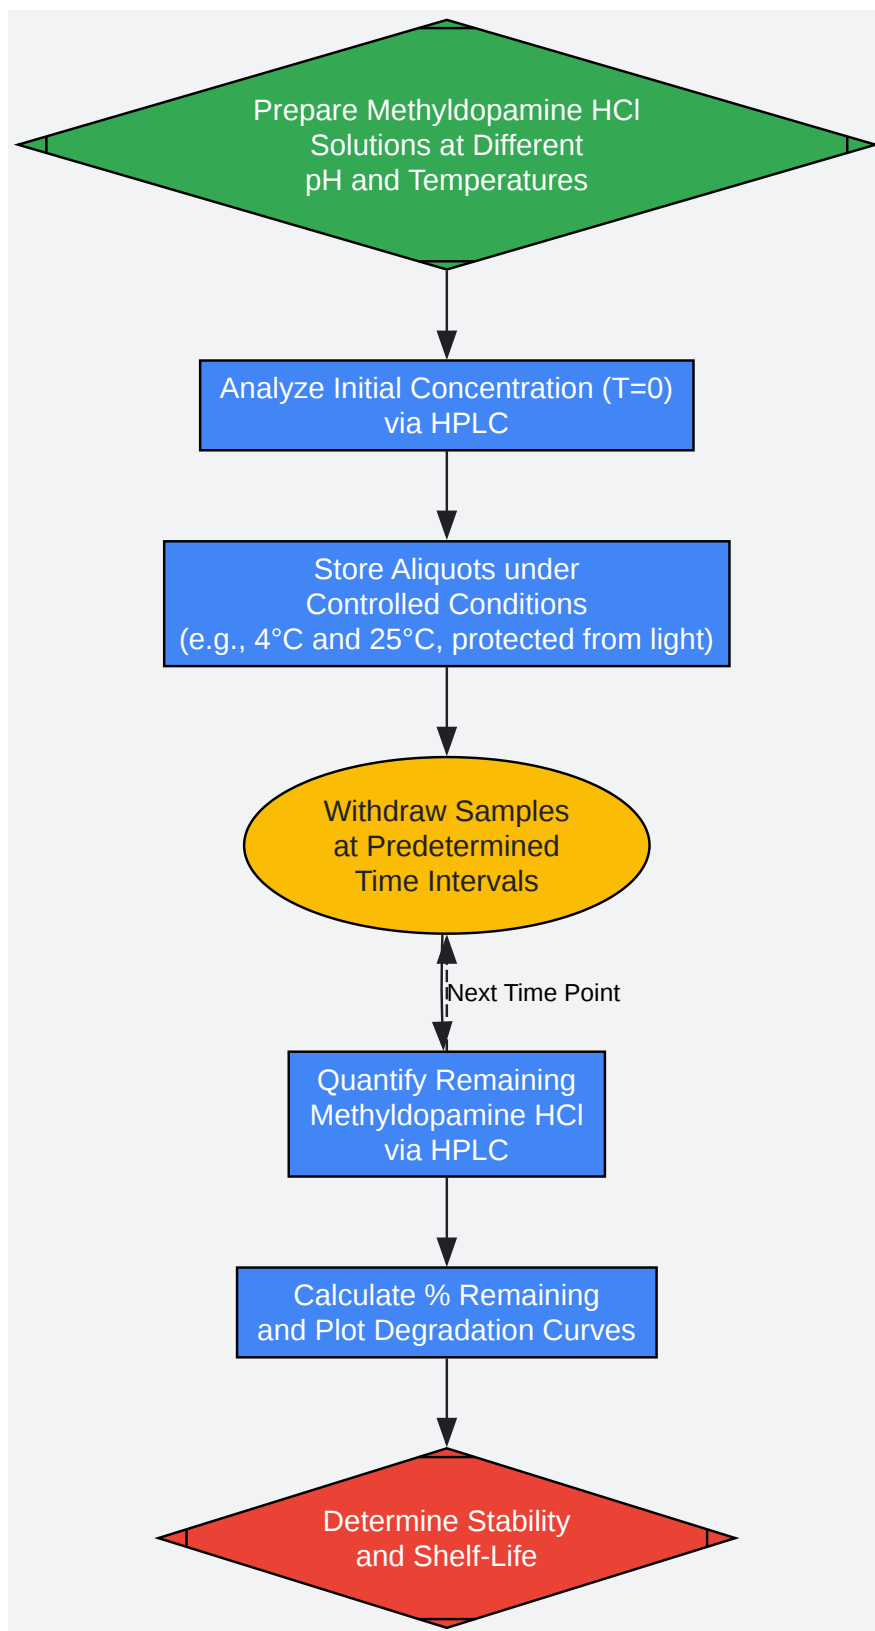 Prepare Methyldopamine HCl
Solutions at Different
pH and Temperatures
Analyze Initial Concentration (T=0)
via HPLC
Store Aliquots under
Controlled Conditions
(e.g., 4°C and 25°C, protected from light)
Withdraw Samples
at Predetermined
Time Intervals
Next Time Point
Quantify Remaining
Methyldopamine HCl
via HPLC
Calculate % Remaining
and Plot Degradation Curves
Determine Stability
and Shelf-Life